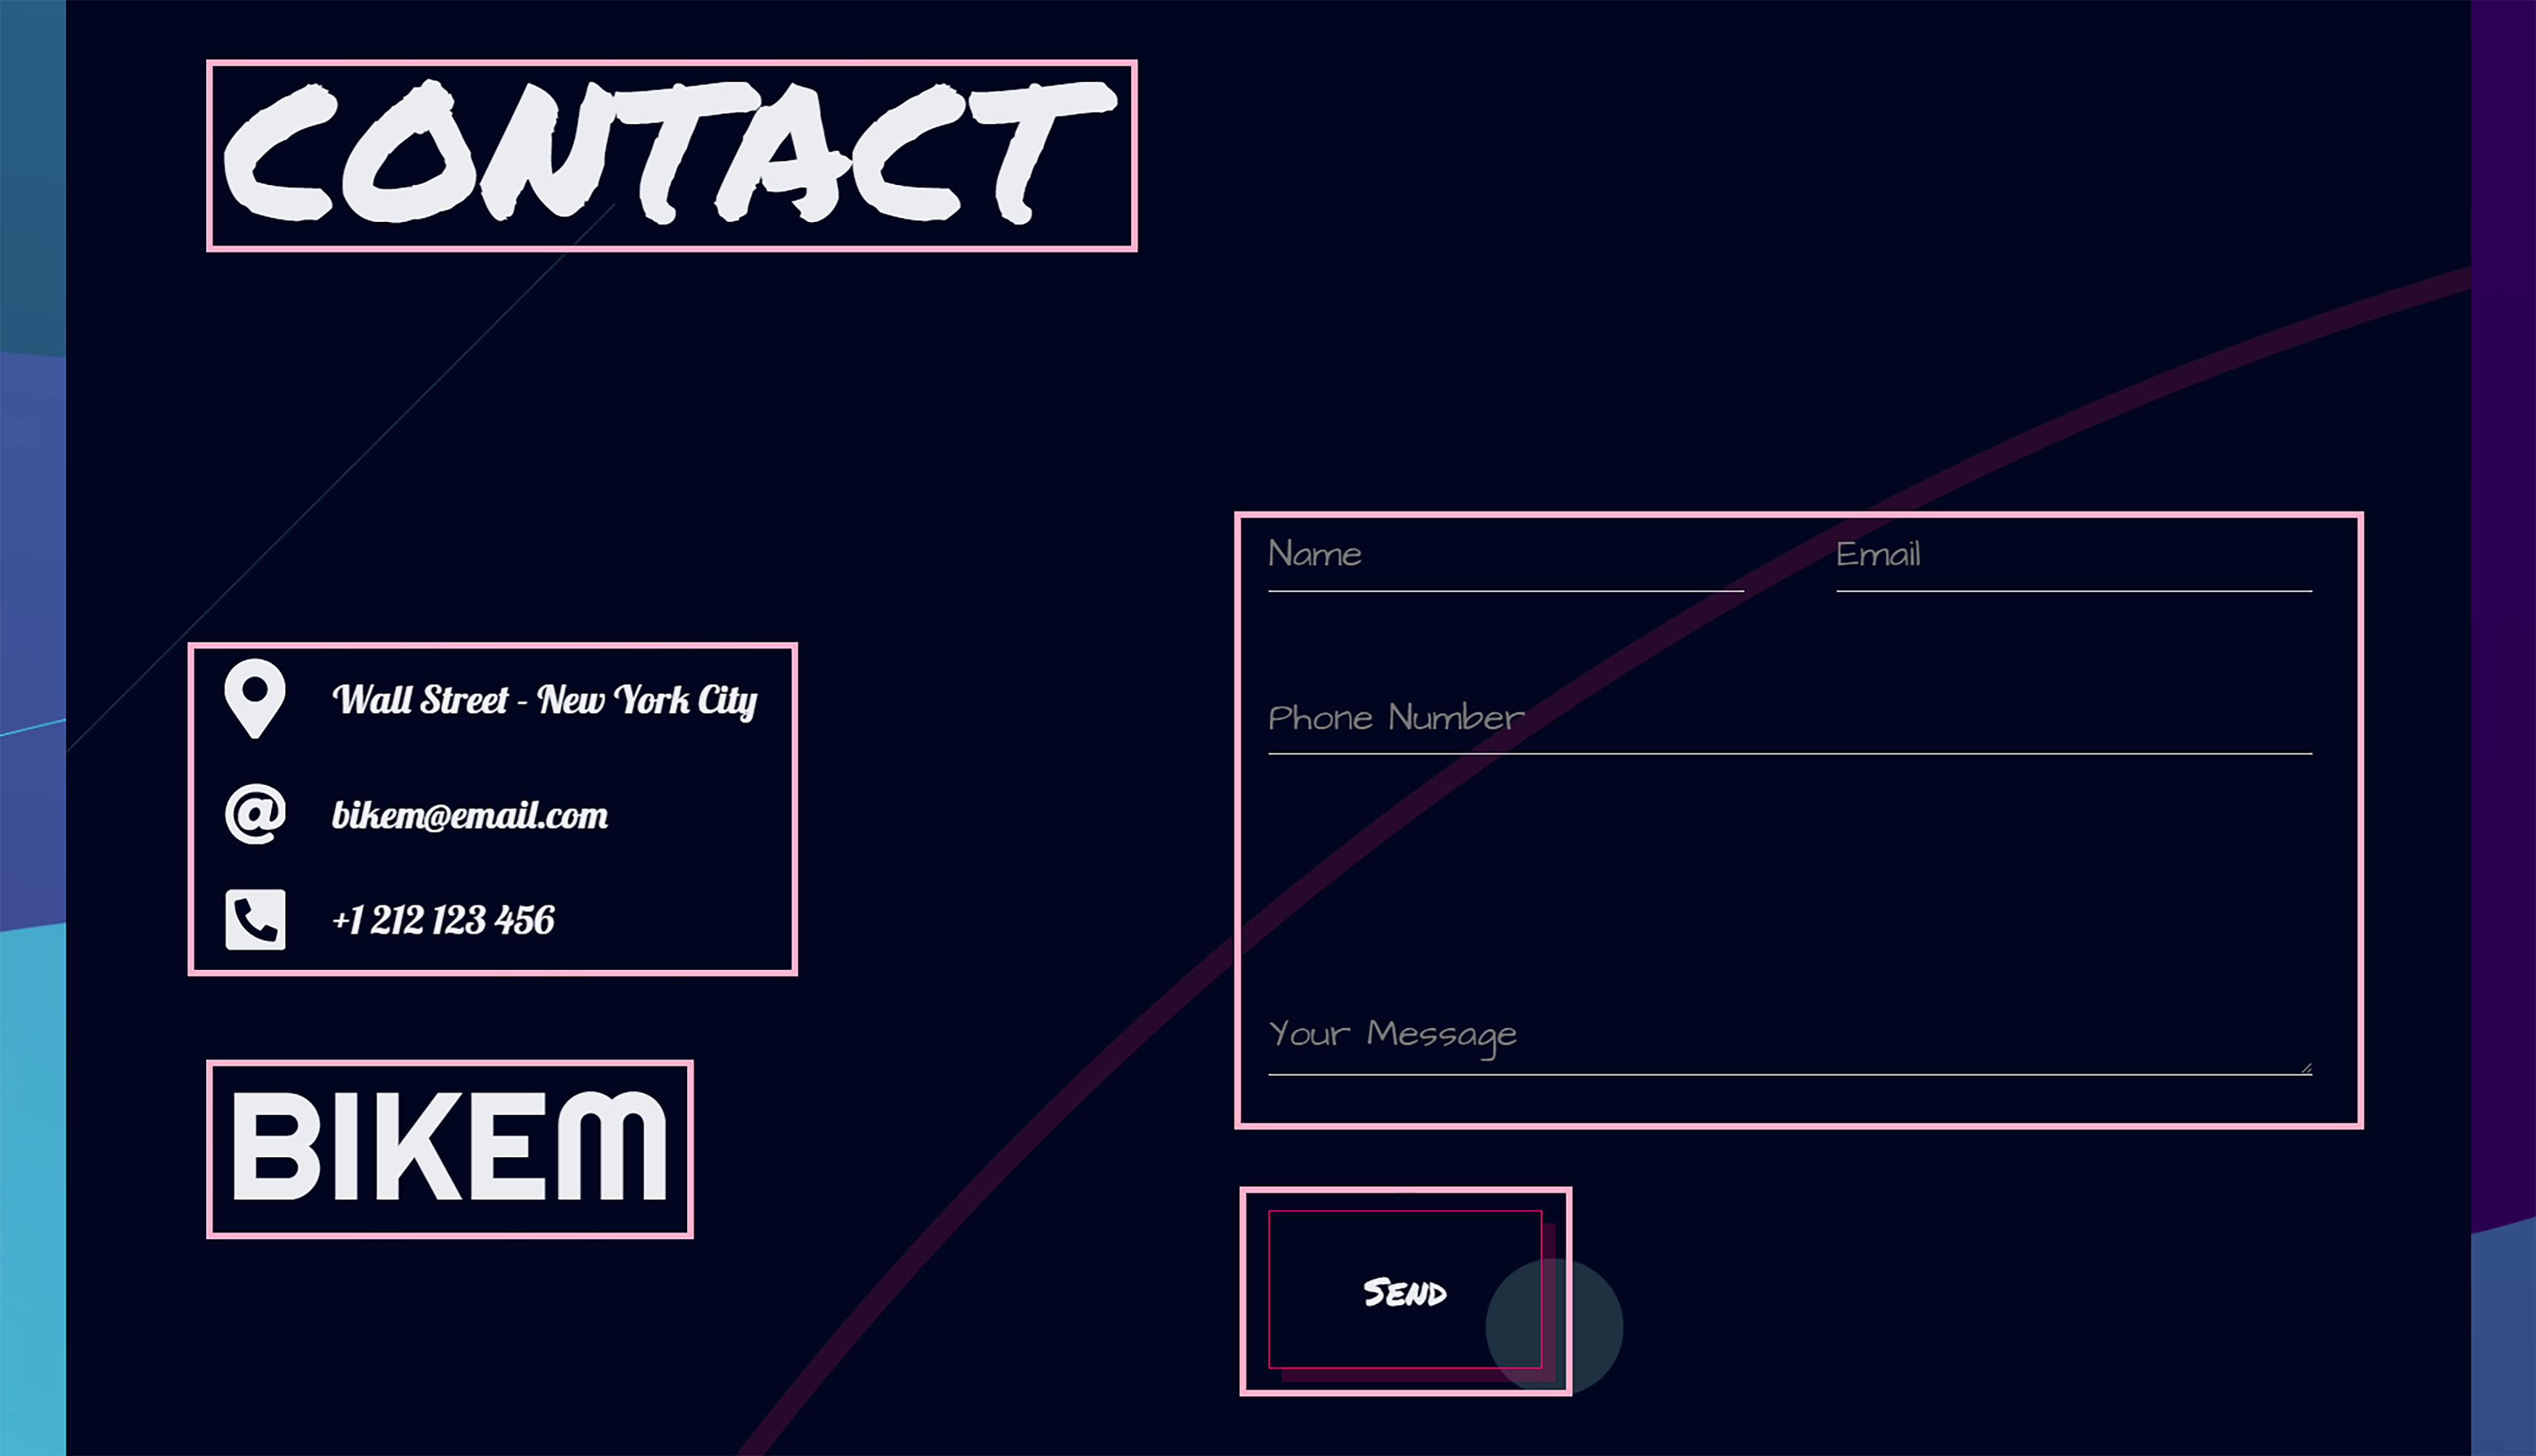 CONTACT
Wall Street - New York City
bikem@email.com
+1 212 123 456
BIKEM
Name
Email
Phone Number
Your Message
Send